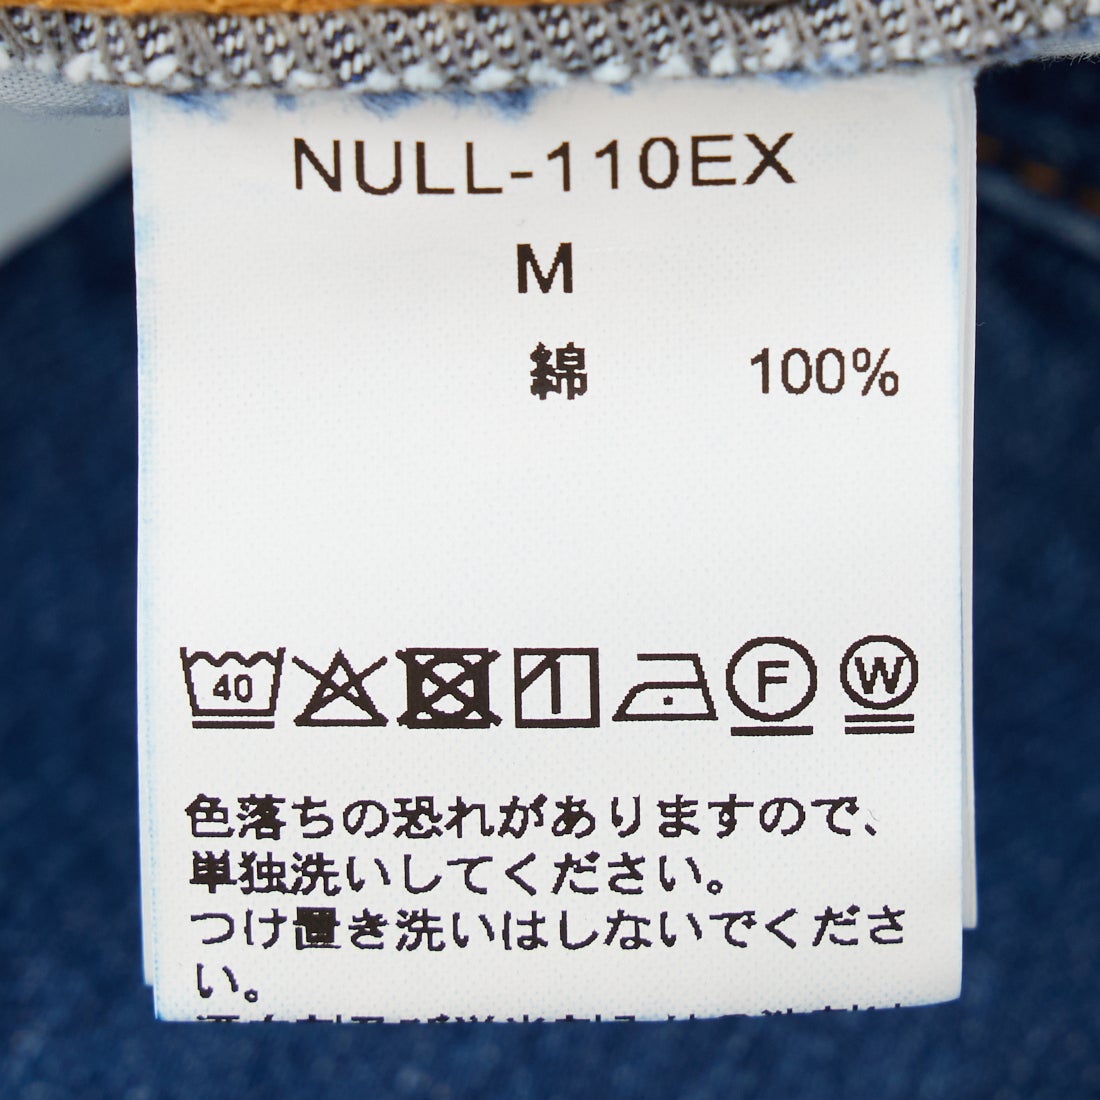 NULL-110EX
M
綿 100%
40 F W
色落ちの恐れがありますので、
単独洗いしてください。
つけ置き洗いはしないでくださ
い。